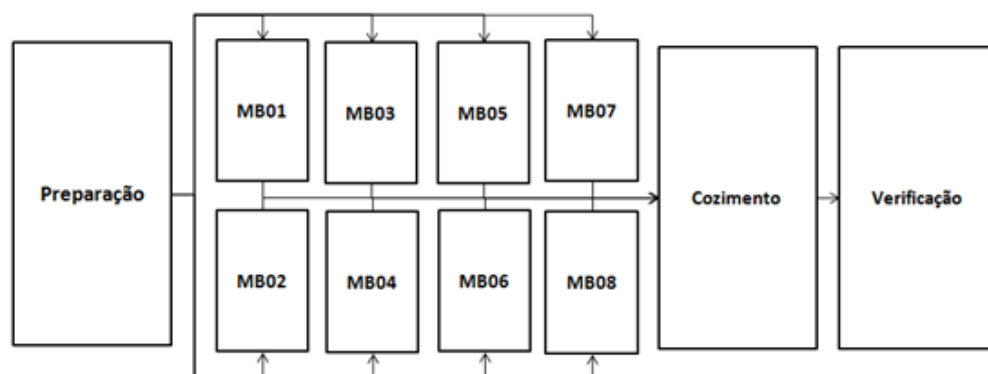 Preparação
MB01
MB03
MB05
MB07
MB02
MB04
MB06
MB08
Cozimento
Verificação